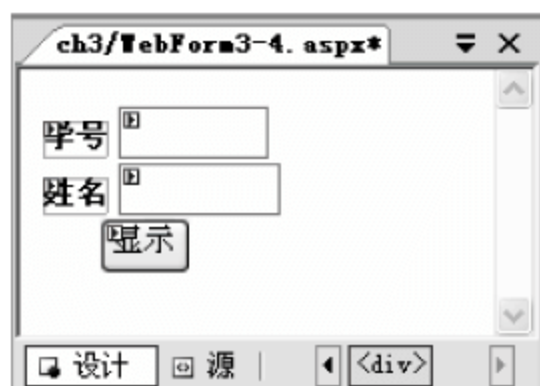 ch3/WebForm3-4.aspx*
学号
姓名
显示
设计 源 <div>